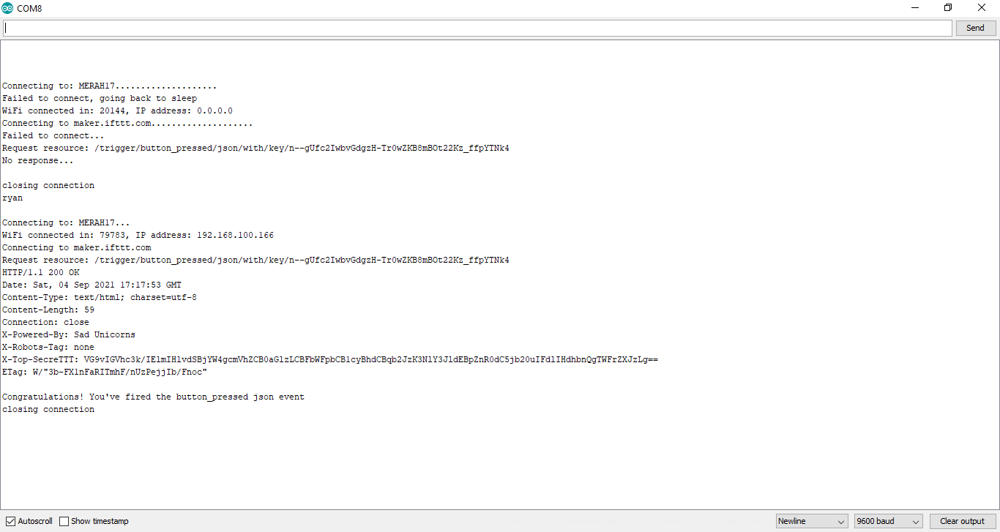 COM8
Send
Connecting to: MERAH17....................
Failed to connect, going back to sleep
WiFi connected in: 20144, IP address: 0.0.0.0
Connecting to maker.ifttt.com....................
Failed to connect...
Request resource: /trigger/button_pressed/json/with/key/n--gUfc2IwbvGdgzH-Tr0wZKB8mBOt22Kz_ffpYTNk4
No response...
closing connection
ryan
Connecting to: MERAH17...
WiFi connected in: 79783, IP address: 192.168.100.166
Connecting to maker.ifttt.com
Request resource: /trigger/button_pressed/json/with/key/n--gUfc2IwbvGdgzH-Tr0wZKB8mBOt22Kz_ffpYTNk4
HTTP/1.1 200 OK
Date: Sat, 04 Sep 2021 17:17:53 GMT
Content-Type: text/html; charset=utf-8
Content-Length: 59
Connection: close
X-Powered-By: Sad Unicorns
X-Robots-Tag: none
X-Top-SecreTTT: VG9vIGVhc3k/IElmIHlvdSBjYW4gcmVhZCB0aGlzLCBFbWFpbCB1cyBhdCBqb2JzK3NlY3JldEBpZnR0dC5jb20uIFdlIHdhbnQgTWFrZXJzLg==
ETag: W/"3b-FX1nFaRITmhF/nUzPejjIb/Fnoc"
Congratulations! You've fired the button_pressed json event
closing connection
Autoscroll
Show timestamp
Newline
9600 baud
Clear output